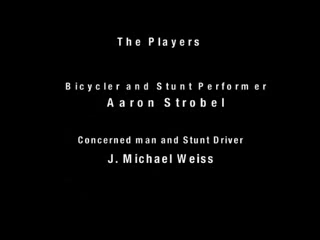 The Players
Bicycler and Stunt Performer
Aaron Strobel
Concerned man and Stunt Driver
J. Michael Weiss